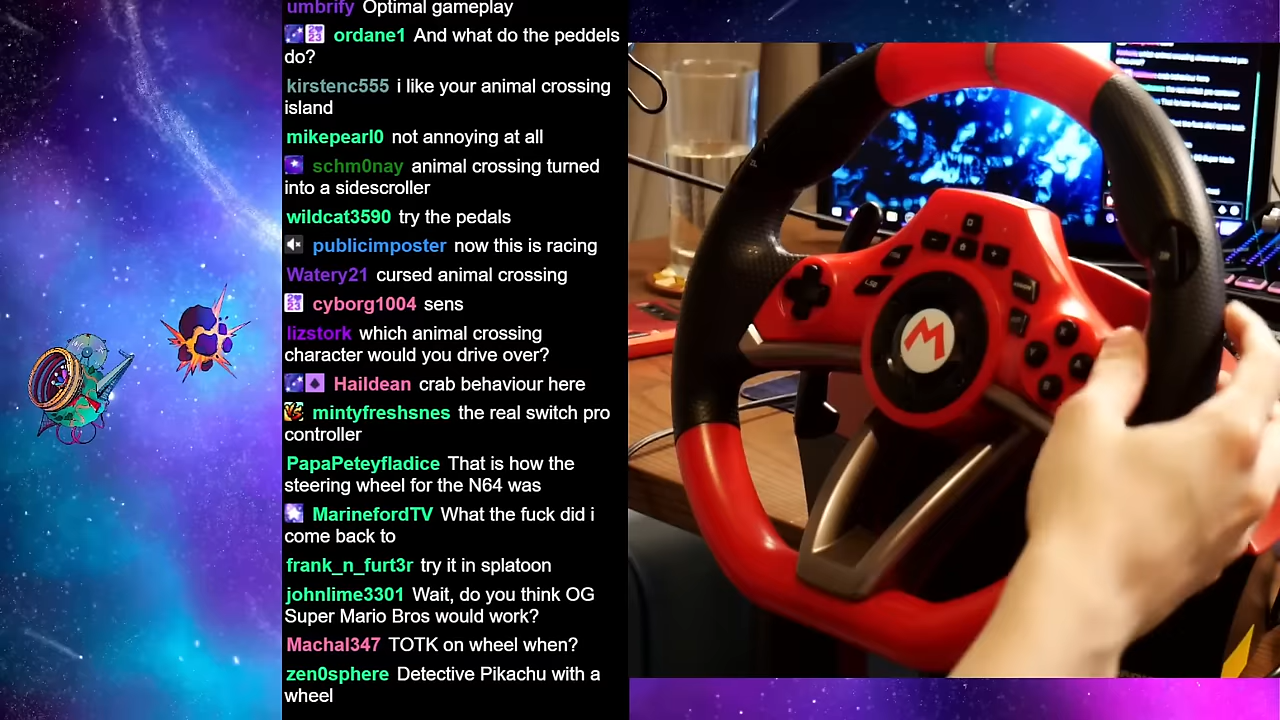 umbrify Optimal gameplay
ordane1 And what do the peddels
do?
kirstenc555 i like your animal crossing
island
mikepearl0 not annoying at all
schm0nay animal crossing turned
into a sidescroller
wildcat3590 try the pedals
publicimposter now this is racing
Watery21 cursed animal crossing
cyborg1004 sens
lizstork which animal crossing
character would you drive over?
Haildean crab behaviour here
mintyfreshsnes the real switch pro
controller
PapaPeteyfladice That is how the
steering wheel for the N64 was
MarinefordTV What the fuck did i
come back to
frank_n_furt3r try it in splatoon
johnlime3301 Wait, do you think OG
Super Mario Bros would work?
Machal347 TOTK on wheel when?
zen0sphere Detective Pikachu with a
wheel
M